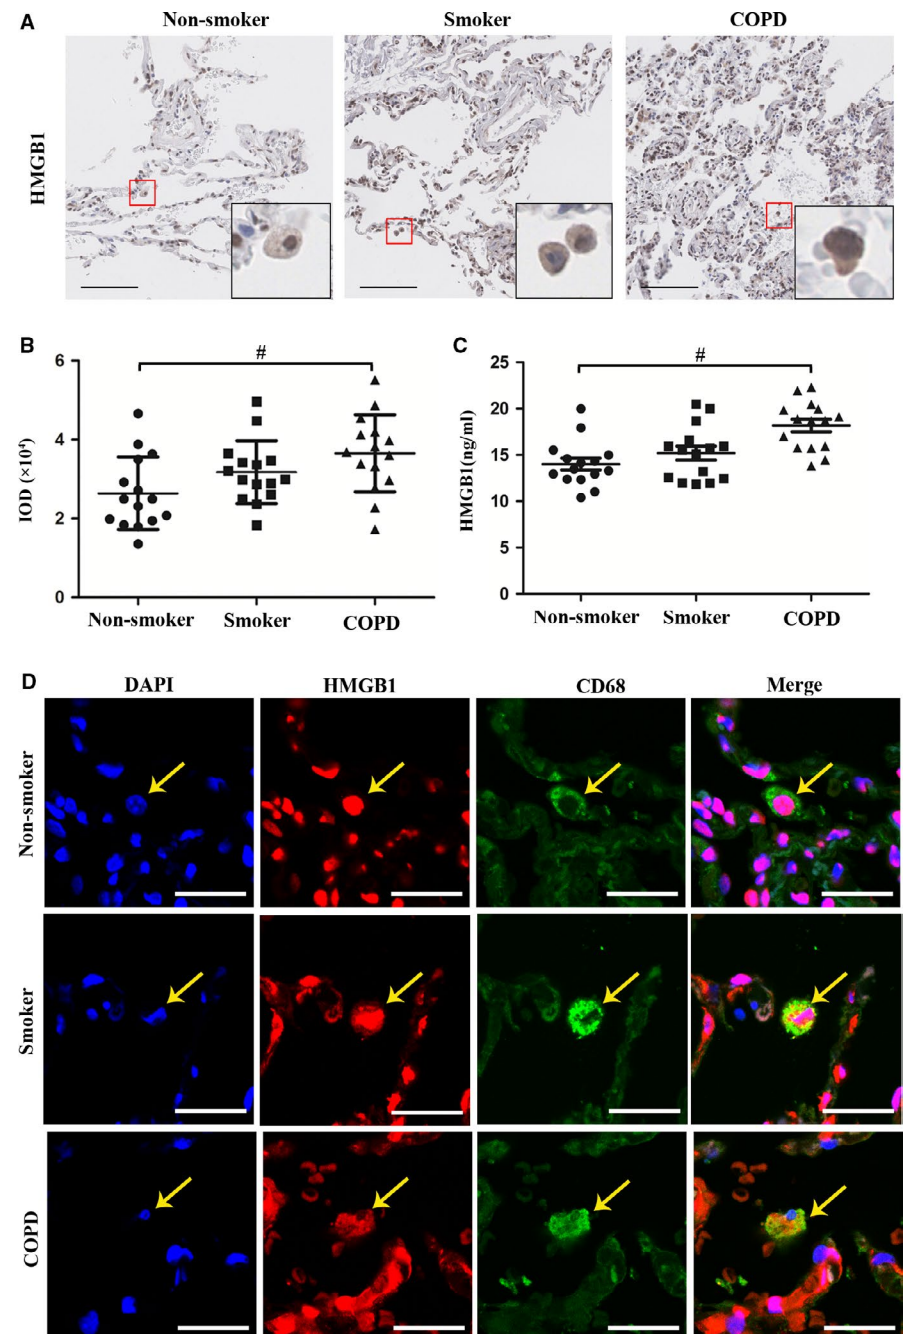 A
Non-smoker Smoker COPD
HMGB1
B
#
6
4
2
0
IOD (×10⁴)
Non-smoker Smoker COPD
C
#
25
20
15
10
5
0
HMGB1(ng/ml)
Non-smoker Smoker COPD
D
DAPI HMGB1 CD68 Merge
Non-smoker
Smoker
COPD